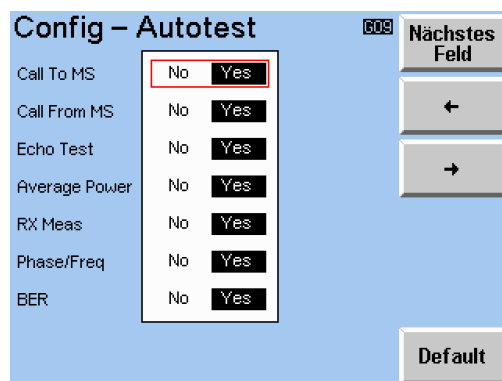 Config – Autotest
G09
Nächstes
Feld
Call To MS No Yes
Call From MS No Yes
←
Echo Test No Yes
→
Average Power No Yes
RX Meas No Yes
Phase/Freq No Yes
BER No Yes
Default